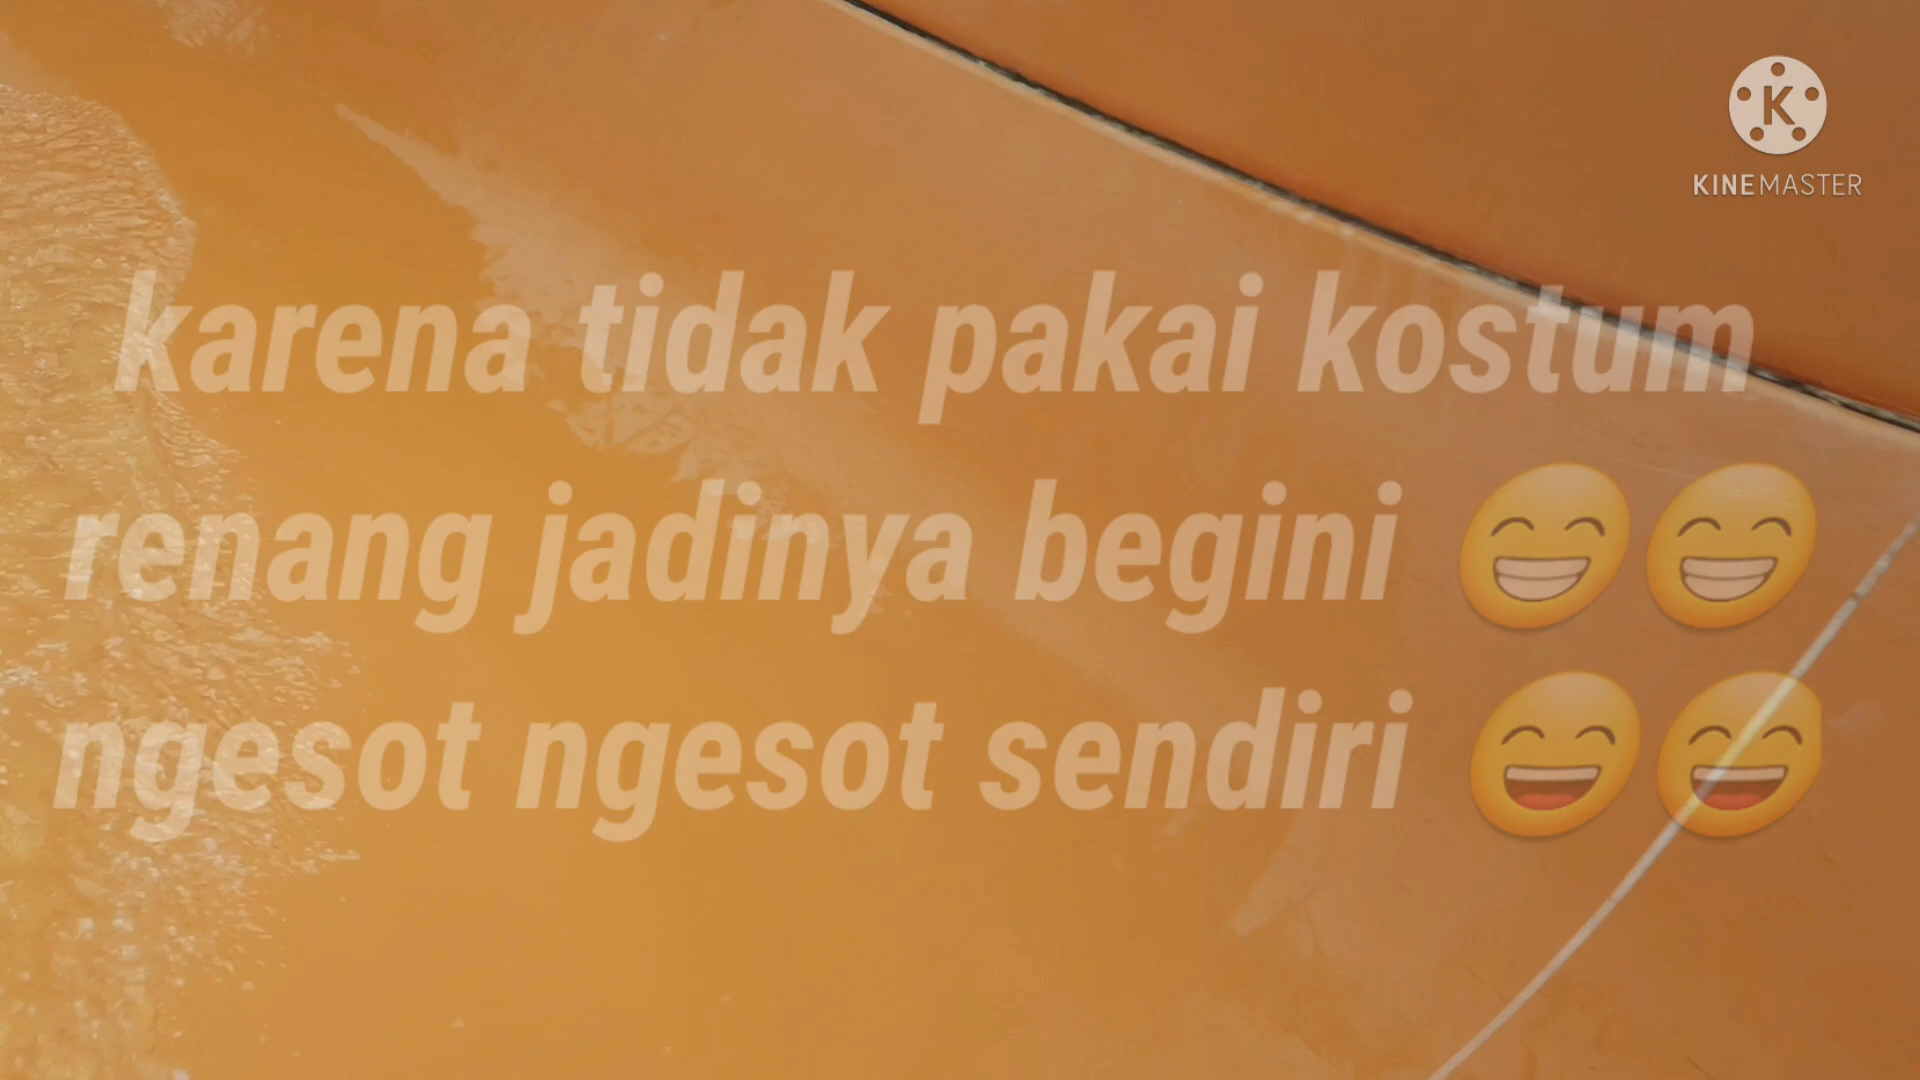 KINEMASTER
karena tidak pakai kostum
renang jadinya begini 😁😁
ngesot ngesot sendiri 😄😄